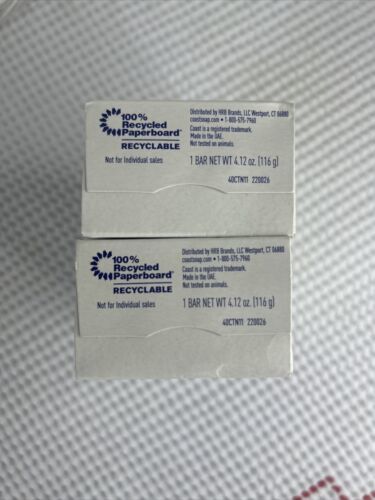 100%
Recycled
Paperboard™
RECYCLABLE
Not for Individual sales
Distributed by HRB Brands, LLC Westport, CT 06880
coastsoap.com • 1-800-575-7960
Coast is a registered trademark.
Made in the UAE.
Not tested on animals.
1 BAR NET WT 4.12 oz. (116 g)
40CTN11 220026
100%
Recycled
Paperboard™
RECYCLABLE
Not for Individual sales
Distributed by HRB Brands, LLC Westport, CT 06880
coastsoap.com • 1-800-575-7960
Coast is a registered trademark.
Made in the UAE.
Not tested on animals.
1 BAR NET WT 4.12 oz. (116 g)
40CTN11 220026